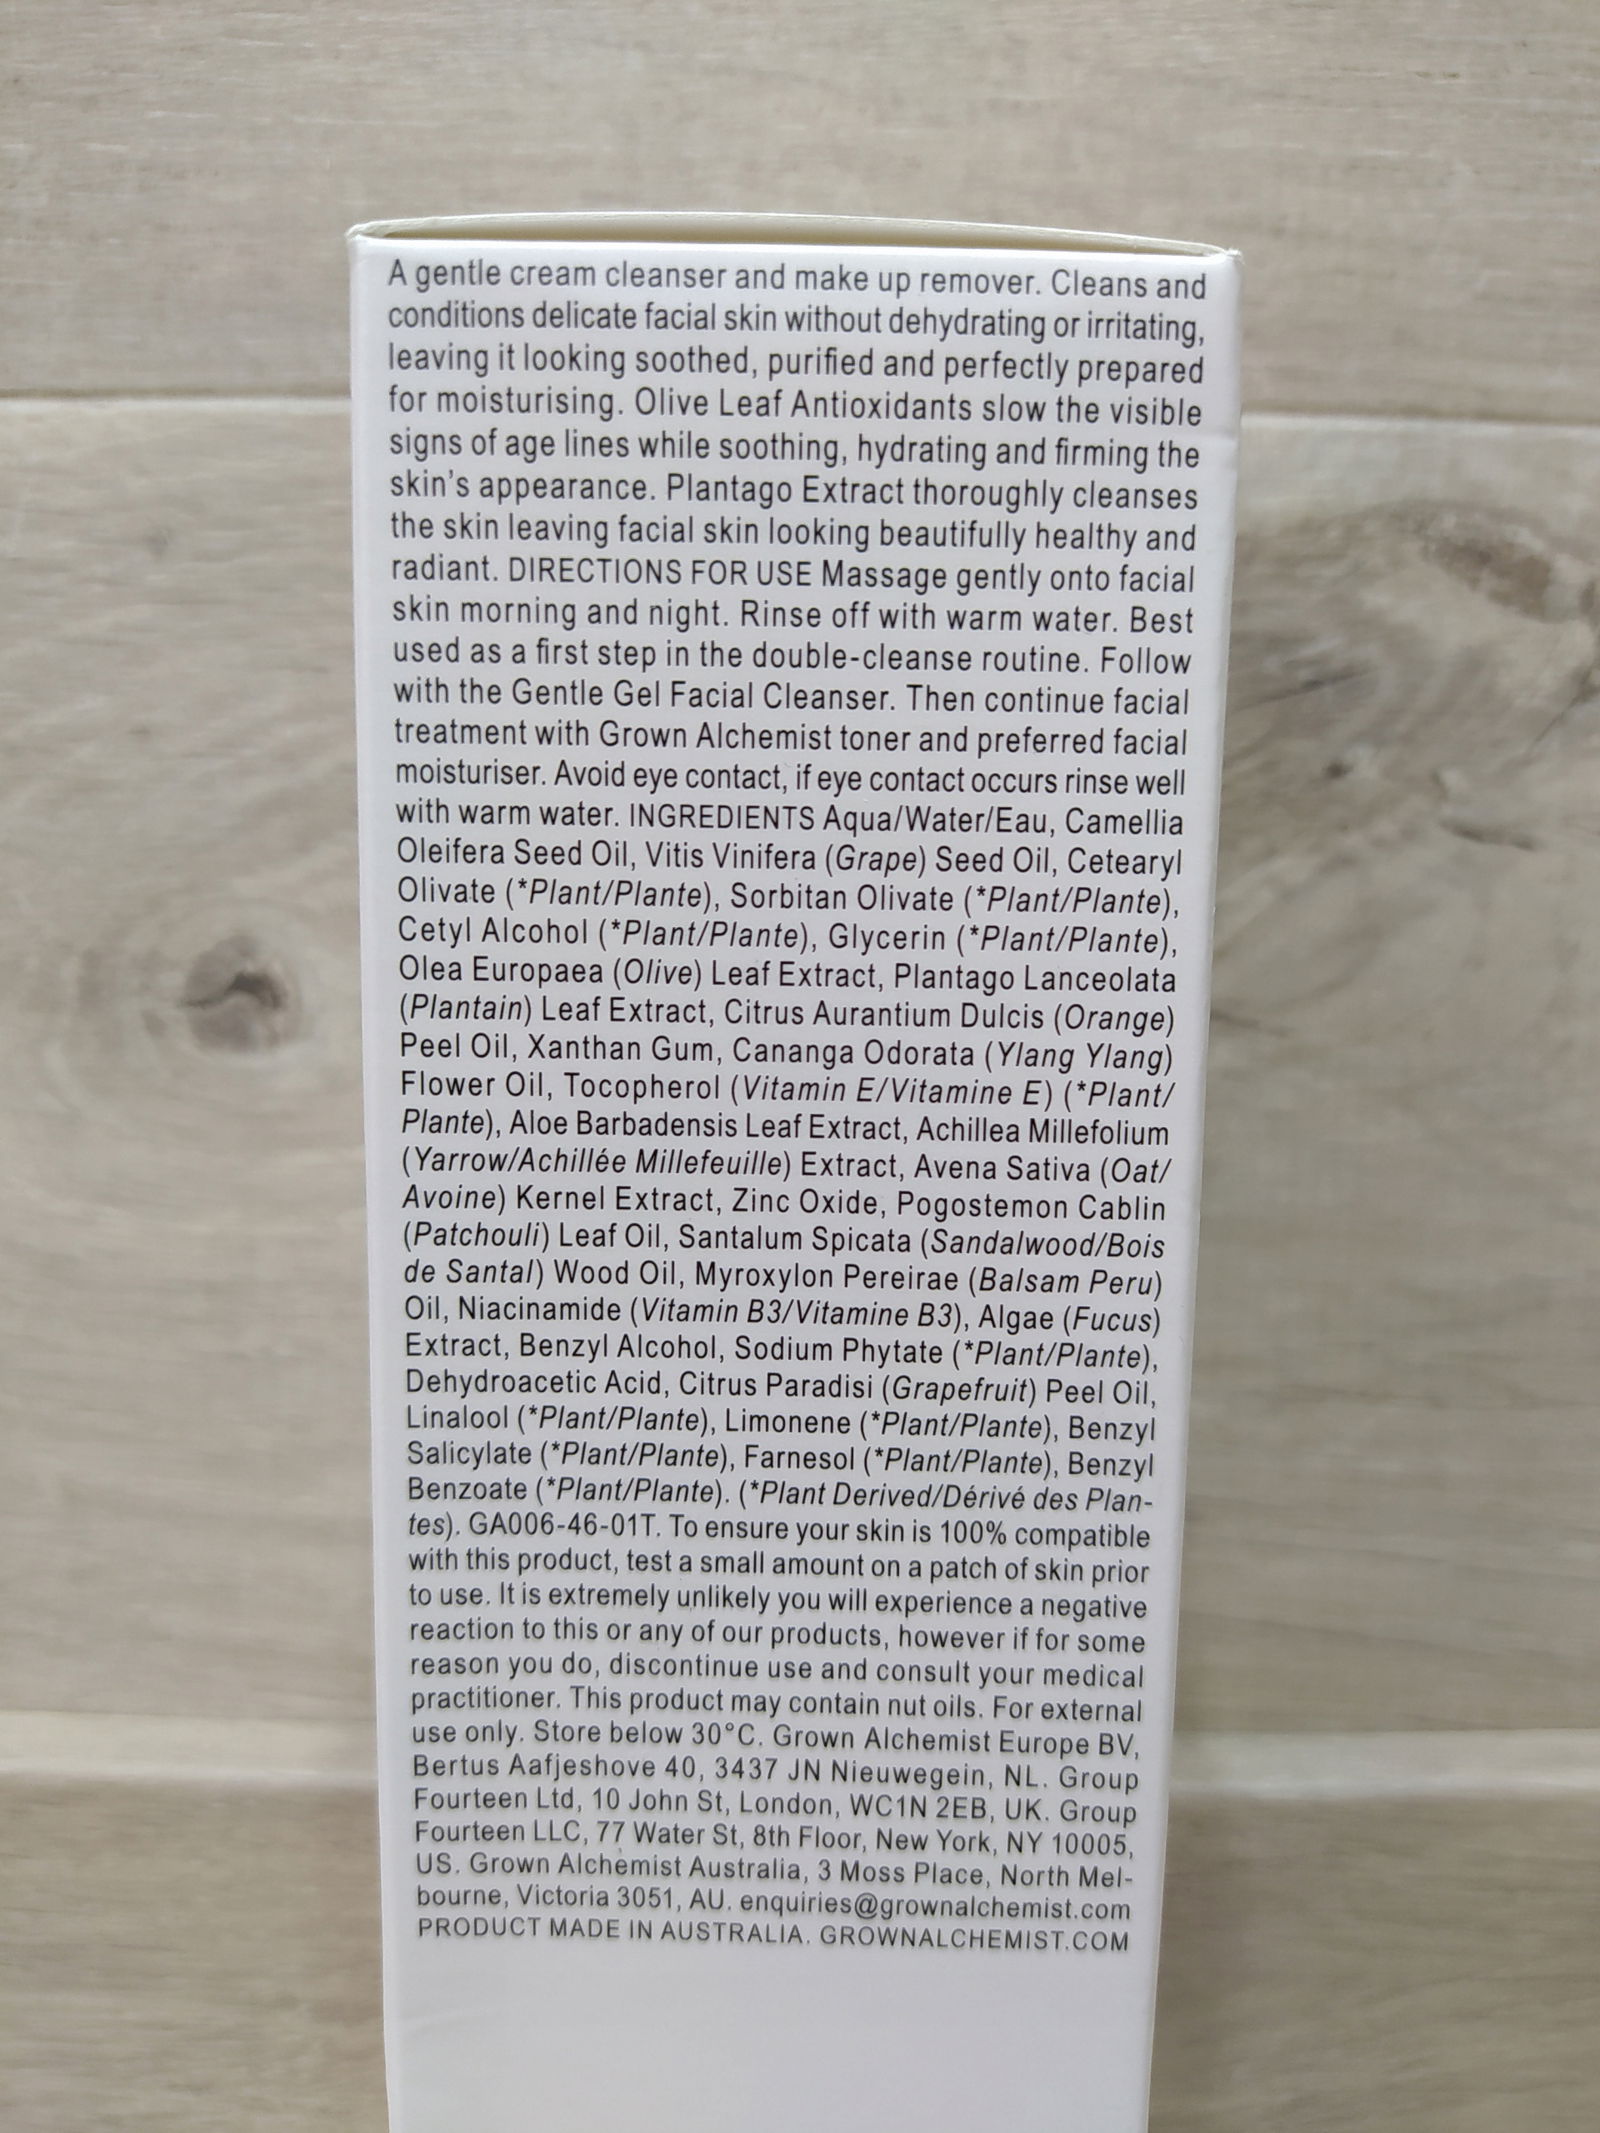 A gentle cream cleanser and make up remover. Cleans and
conditions delicate facial skin without dehydrating or irritating,
leaving it looking soothed, purified and perfectly prepared
for moisturising. Olive Leaf Antioxidants slow the visible
signs of age lines while soothing, hydrating and firming the
skin's appearance. Plantago Extract thoroughly cleanses
the skin leaving facial skin looking beautifully healthy and
radiant. DIRECTIONS FOR USE Massage gently onto facial
skin morning and night. Rinse off with warm water. Best
used as a first step in the double-cleanse routine. Follow
with the Gentle Gel Facial Cleanser. Then continue facial
treatment with Grown Alchemist toner and preferred facial
moisturiser. Avoid eye contact, if eye contact occurs rinse well
with warm water. INGREDIENTS Aqua/Water/Eau, Camellia
Oleifera Seed Oil, Vitis Vinifera (Grape) Seed Oil, Cetearyl
Olivate (*Plant/Plante), Sorbitan Olivate (*Plant/Plante),
Cetyl Alcohol (*Plant/Plante), Glycerin (*Plant/Plante),
Olea Europaea (Olive) Leaf Extract, Plantago Lanceolata
(Plantain) Leaf Extract, Citrus Aurantium Dulcis (Orange)
Peel Oil, Xanthan Gum, Cananga Odorata (Ylang Ylang)
Flower Oil, Tocopherol (Vitamin E/Vitamine E) (*Plant/
Plante), Aloe Barbadensis Leaf Extract, Achillea Millefolium
(Yarrow/Achillée Millefeuille) Extract, Avena Sativa (Oat/
Avoine) Kernel Extract, Zinc Oxide, Pogostemon Cablin
(Patchouli) Leaf Oil, Santalum Spicata (Sandalwood/Bois
de Santal) Wood Oil, Myroxylon Pereirae (Balsam Peru)
Oil, Niacinamide (Vitamin B3/Vitamine B3), Algae (Fucus)
Extract, Benzyl Alcohol, Sodium Phytate (*Plant/Plante),
Dehydroacetic Acid, Citrus Paradisi (Grapefruit) Peel Oil,
Linalool (*Plant/Plante), Limonene (*Plant/Plante), Benzyl
Salicylate (*Plant/Plante), Farnesol (*Plant/Plante), Benzyl
Benzoate (*Plant/Plante). (*Plant Derived/Dérivé des Plan-
tes). GA006-46-01T. To ensure your skin is 100% compatible
with this product, test a small amount on a patch of skin prior
to use. It is extremely unlikely you will experience a negative
reaction to this or any of our products, however if for some
reason you do, discontinue use and consult your medical
practitioner. This product may contain nut oils. For external
use only. Store below 30°C. Grown Alchemist Europe BV,
Bertus Aafjeshove 40, 3437 JN Nieuwegein, NL. Group
Fourteen Ltd, 10 John St, London, WC1N 2EB, UK. Group
Fourteen LLC, 77 Water St, 8th Floor, New York, NY 10005,
US. Grown Alchemist Australia, 3 Moss Place, North Mel-
bourne, Victoria 3051, AU. enquiries@grownalchemist.com
PRODUCT MADE IN AUSTRALIA. GROWNALCHEMIST.COM